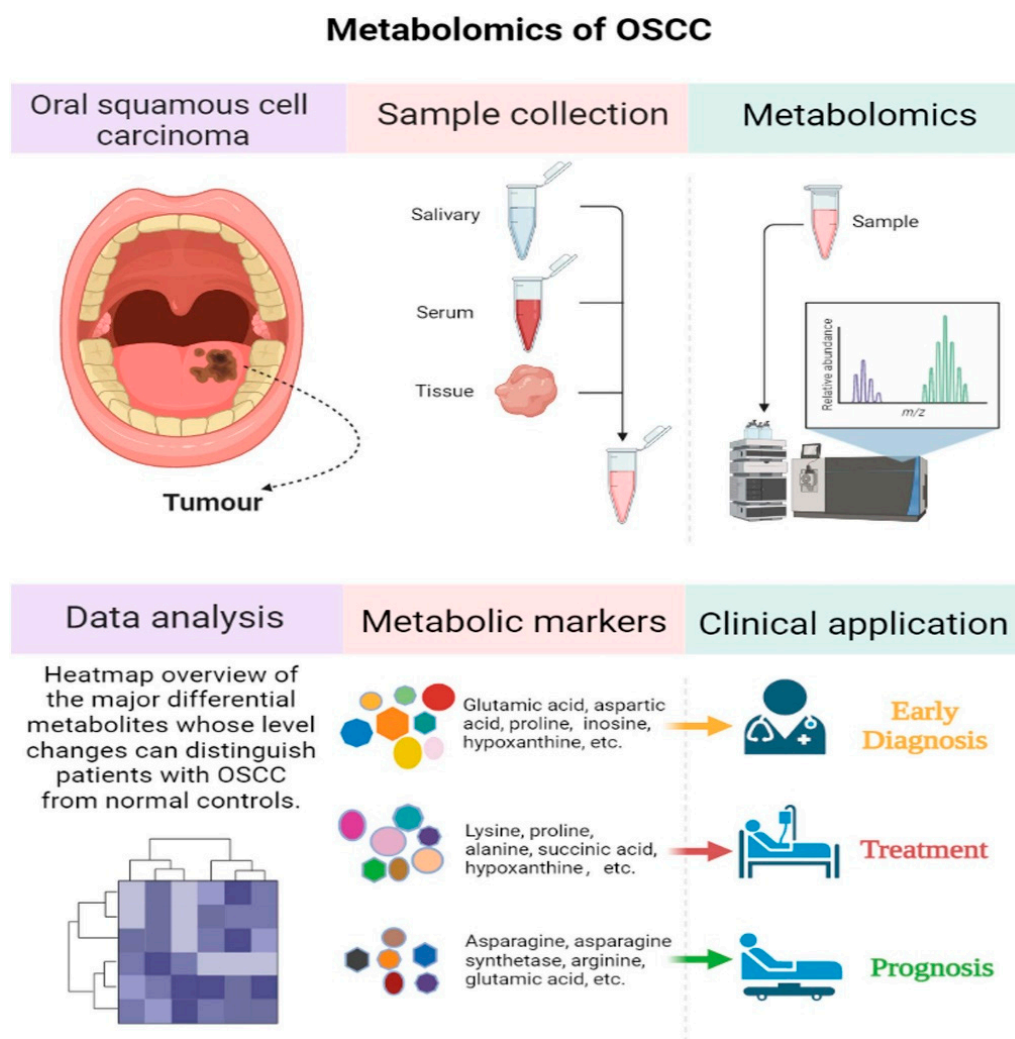 Metabolomics of OSCC
Oral squamous cell
carcinoma
Sample collection
Metabolomics
Salivary
Serum
Tissue
Sample
Relative abundance
m/z
Tumour
Data analysis
Metabolic markers
Clinical application
Heatmap overview of
the major differential
metabolites whose level
changes can distinguish
patients with OSCC
from normal controls.
Glutamic acid, aspartic
acid, proline, inosine,
hypoxanthine, etc.
Early
Diagnosis
Lysine, proline,
alanine, succinic acid,
hypoxanthine, etc.
Treatment
Asparagine, asparagine
synthetase, arginine,
glutamic acid, etc.
Prognosis